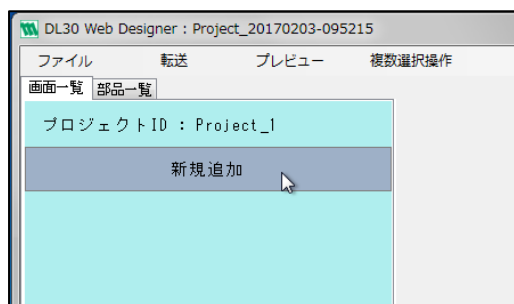 DL30 Web Designer : Project_20170203-095215
ファイル 転送 プレビュー 複数選択操作
画面一覧 部品一覧
プロジェクトID : Project_1
新規追加